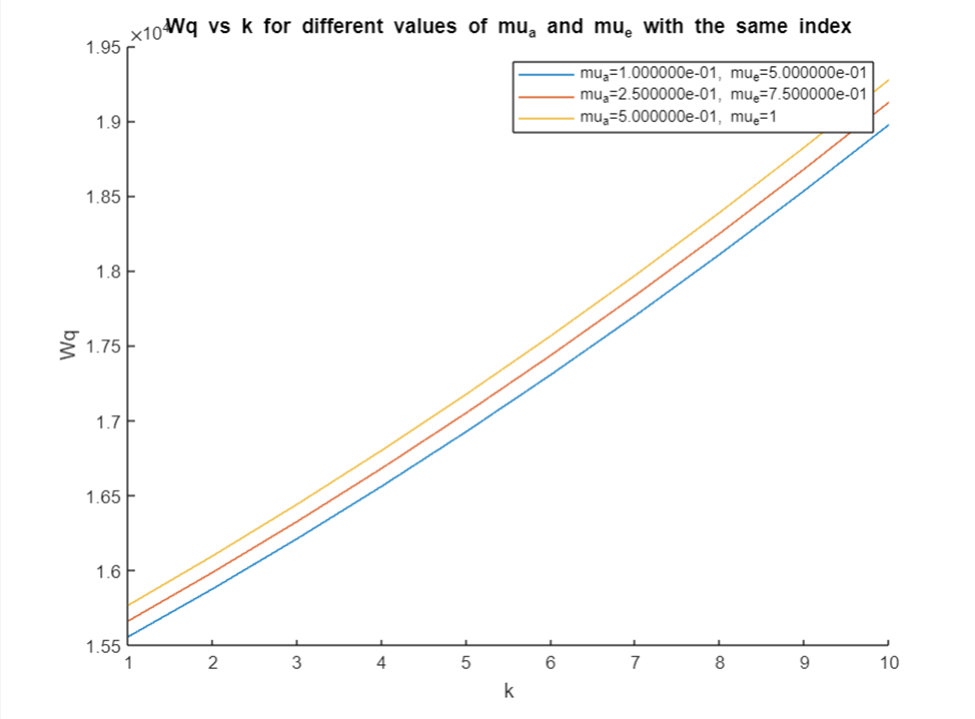 ×10⁴
Wq vs k for different values of muₐ and muₑ with the same index
muₐ=1.000000e-01, muₑ=5.000000e-01
muₐ=2.500000e-01, muₑ=7.500000e-01
muₐ=5.000000e-01, muₑ=1
1.95
1.9
1.85
1.8
1.75
1.7
1.65
1.6
1.55
Wq
1 2 3 4 5 6 7 8 9 10
k